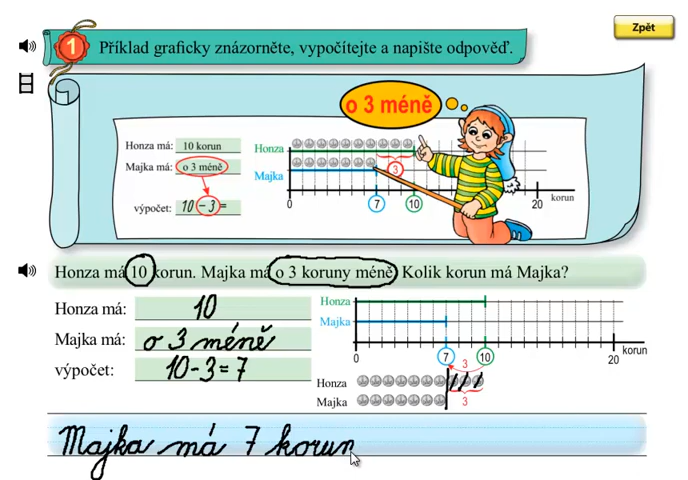 Zpět
1 Příklad graficky znázorněte, vypočítejte a napište odpověď.
o 3 méně
Honza má: 10 korun
Majka má: o 3 méně
výpočet: 10 - 3 =
Honza
Majka
3
0 7 10 20 korun
Honza má 10 korun. Majka má o 3 koruny méně. Kolik korun má Majka?
Honza má: 10
Majka má: o 3 méně
výpočet: 10 - 3 = 7
Honza
Majka
0 7 3 10 20 korun
Honza
Majka 3
Majka má 7 korun